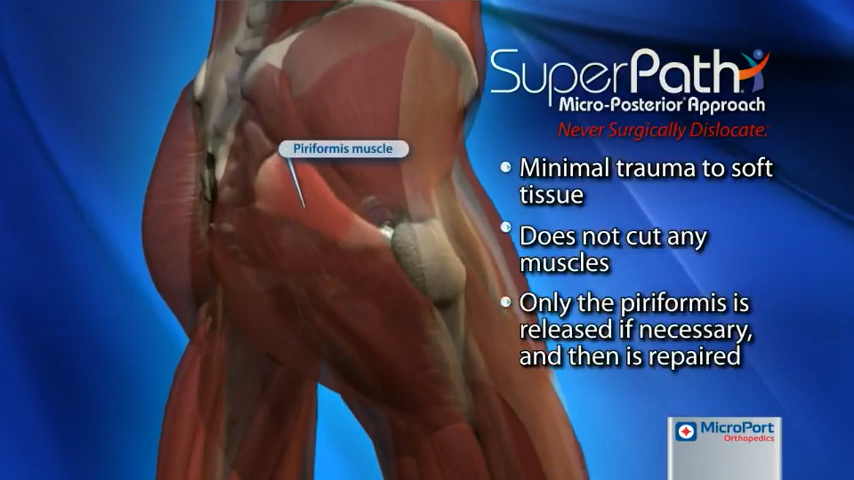 SuperPath
Micro-Posterior® Approach
Never Surgically Dislocate.
Piriformis muscle
Minimal trauma to soft
tissue
Does not cut any
muscles
Only the piriformis is
released if necessary,
and then is repaired
MicroPort
Orthopedics